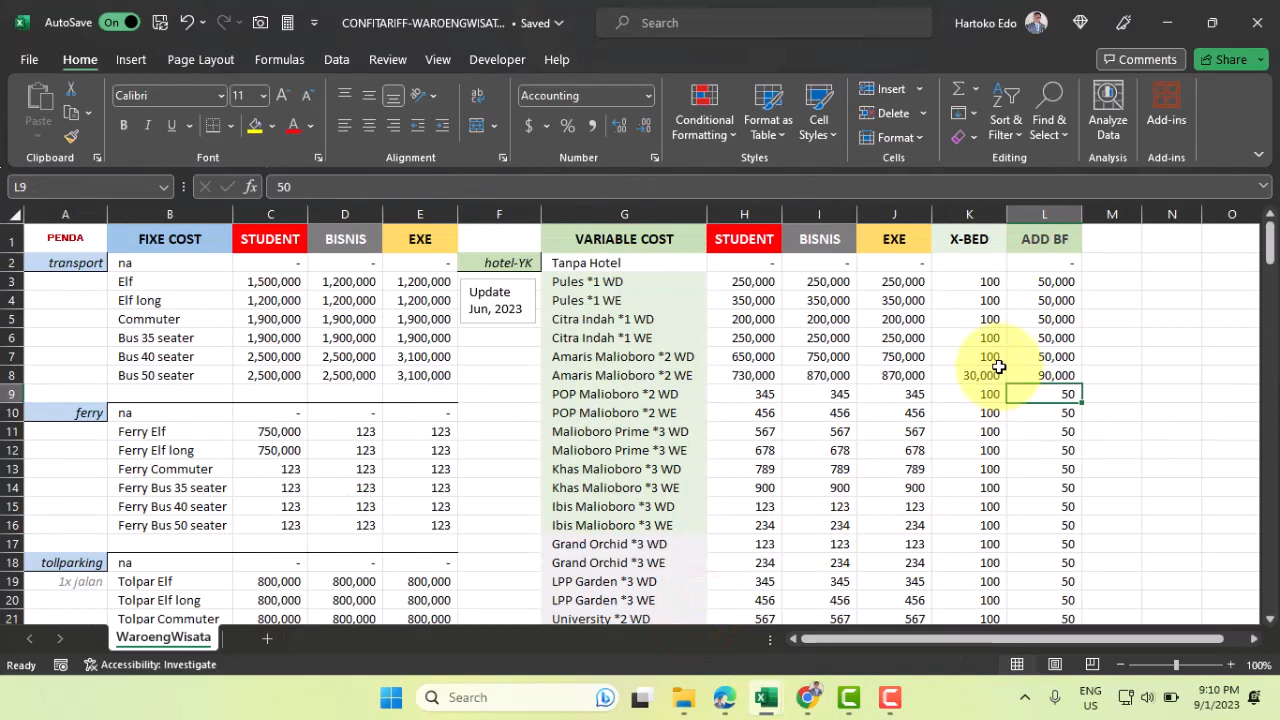 AutoSave On CONFITARIFF-WAROENGWISAT... • Saved Search Hartoko Edo
File Home Insert Page Layout Formulas Data Review View Developer Help Comments Share
Paste Calibri 11 B I U A ab Accounting $ % Conditional Formatting Format as Table Cell Styles Insert Delete Format Sort & Filter Find & Select Analyze Data Add-ins
Clipboard Font Alignment Number Styles Cells Editing Analysis Add-ins
L9 fx 50
A B C D E F G H I J K L M N O
1 PENDA FIXE COST STUDENT BISNIS EXE VARIABLE COST STUDENT BISNIS EXE X-BED ADD BF
2 transport na - - - hotel-YK Tanpa Hotel - - - -
3 Elf 1,500,000 1,200,000 1,200,000 Update Pules *1 WD 250,000 250,000 250,000 100 50,000
4 Elf long 1,200,000 1,200,000 1,200,000 Jun, 2023 Pules *1 WE 350,000 350,000 350,000 100 50,000
5 Commuter 1,900,000 1,900,000 1,900,000 Citra Indah *1 WD 200,000 200,000 200,000 100 50,000
6 Bus 35 seater 1,900,000 1,900,000 1,900,000 Citra Indah *1 WE 250,000 250,000 250,000 100 50,000
7 Bus 40 seater 2,500,000 2,500,000 3,100,000 Amaris Malioboro *2 WD 650,000 750,000 750,000 100 50,000
8 Bus 50 seater 2,500,000 2,500,000 3,100,000 Amaris Malioboro *2 WE 730,000 870,000 870,000 30,000 90,000
9 POP Malioboro *2 WD 345 345 345 100 50
10 ferry na - - - POP Malioboro *2 WE 456 456 456 100 50
11 Ferry Elf 750,000 123 123 Malioboro Prime *3 WD 567 567 567 100 50
12 Ferry Elf long 750,000 123 123 Malioboro Prime *3 WE 678 678 678 100 50
13 Ferry Commuter 123 123 123 Khas Malioboro *3 WD 789 789 789 100 50
14 Ferry Bus 35 seater 123 123 123 Khas Malioboro *3 WE 900 900 900 100 50
15 Ferry Bus 40 seater 123 123 123 Ibis Malioboro *3 WD 123 123 123 100 50
16 Ferry Bus 50 seater 123 123 123 Ibis Malioboro *3 WE 234 234 234 100 50
17 Grand Orchid *3 WD 123 123 123 100 50
18 tollparking na - - - Grand Orchid *3 WE 234 234 234 100 50
19 1x jalan Tolpar Elf 800,000 800,000 800,000 LPP Garden *3 WD 345 345 345 100 50
20 Tolpar Elf long 800,000 800,000 800,000 LPP Garden *3 WE 456 456 456 100 50
21 Tolpar Commuter 800,000 800,000 800,000 University *2 WD 567 567 567 100 50
WaroengWisata
Ready Accessibility: Investigate 100%
Search ENG US 9:10 PM 9/1/2023